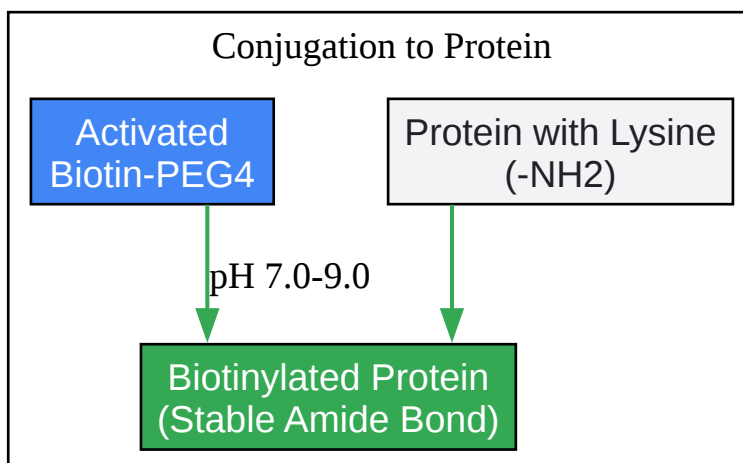 Conjugation to Protein
Activated
Biotin-PEG4
Protein with Lysine
(-NH2)
pH 7.0-9.0
Biotinylated Protein
(Stable Amide Bond)